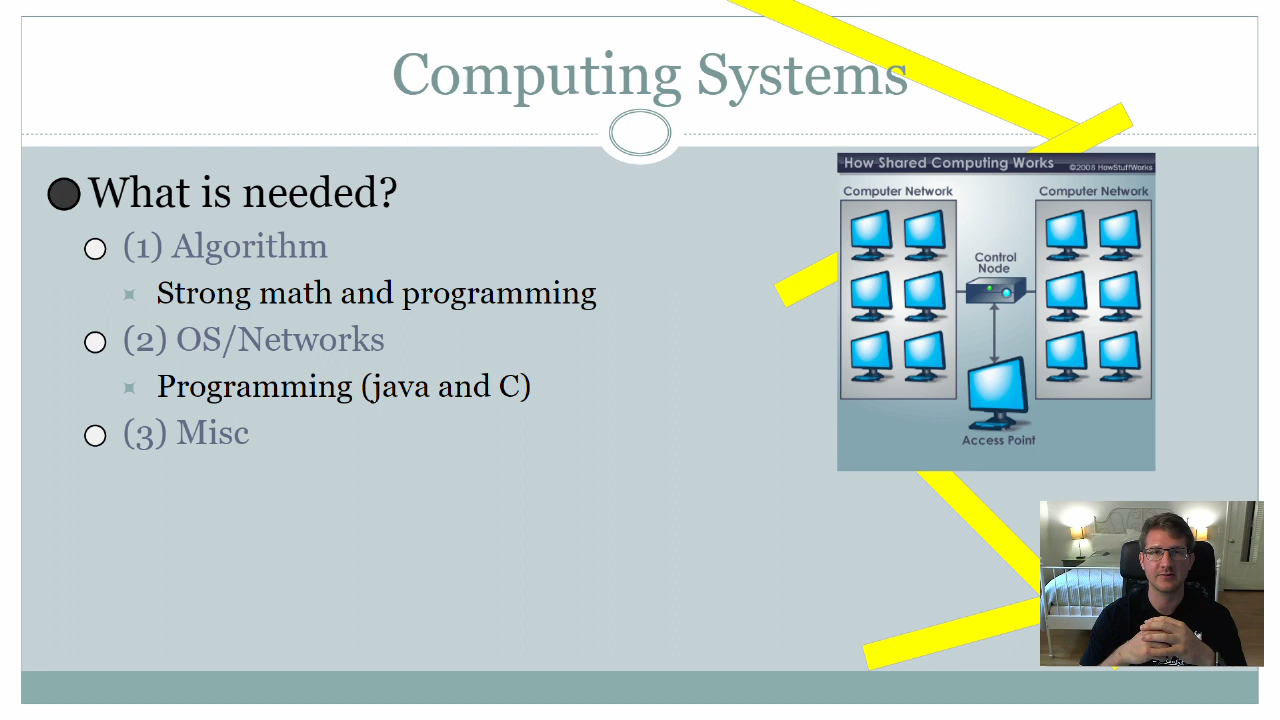 Computing Systems
What is needed?
(1) Algorithm
Strong math and programming
(2) OS/Networks
Programming (java and C)
(3) Misc
How Shared Computing Works ©2008 HowStuffWorks
Computer Network
Computer Network
Control
Node
Access Point